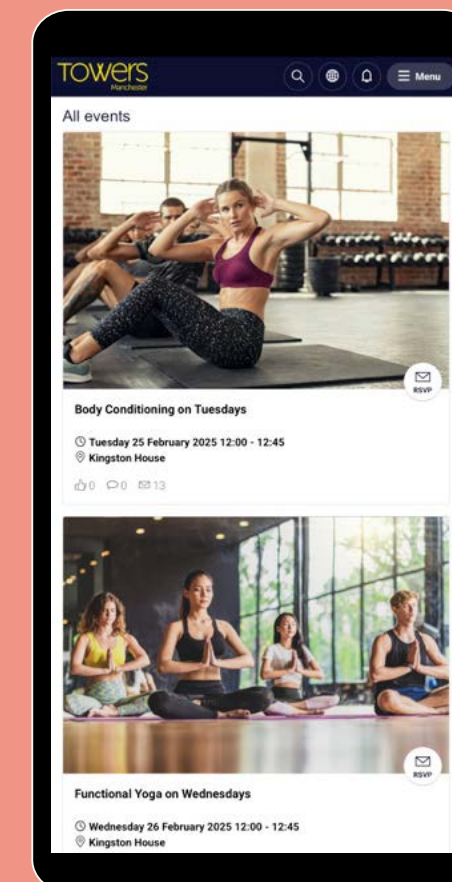 Towers
Manchester
Menu
All events
RSVP
Body Conditioning on Tuesdays
Tuesday 25 February 2025 12:00 - 12:45
Kingston House
0 0 13
RSVP
Functional Yoga on Wednesdays
Wednesday 26 February 2025 12:00 - 12:45
Kingston House